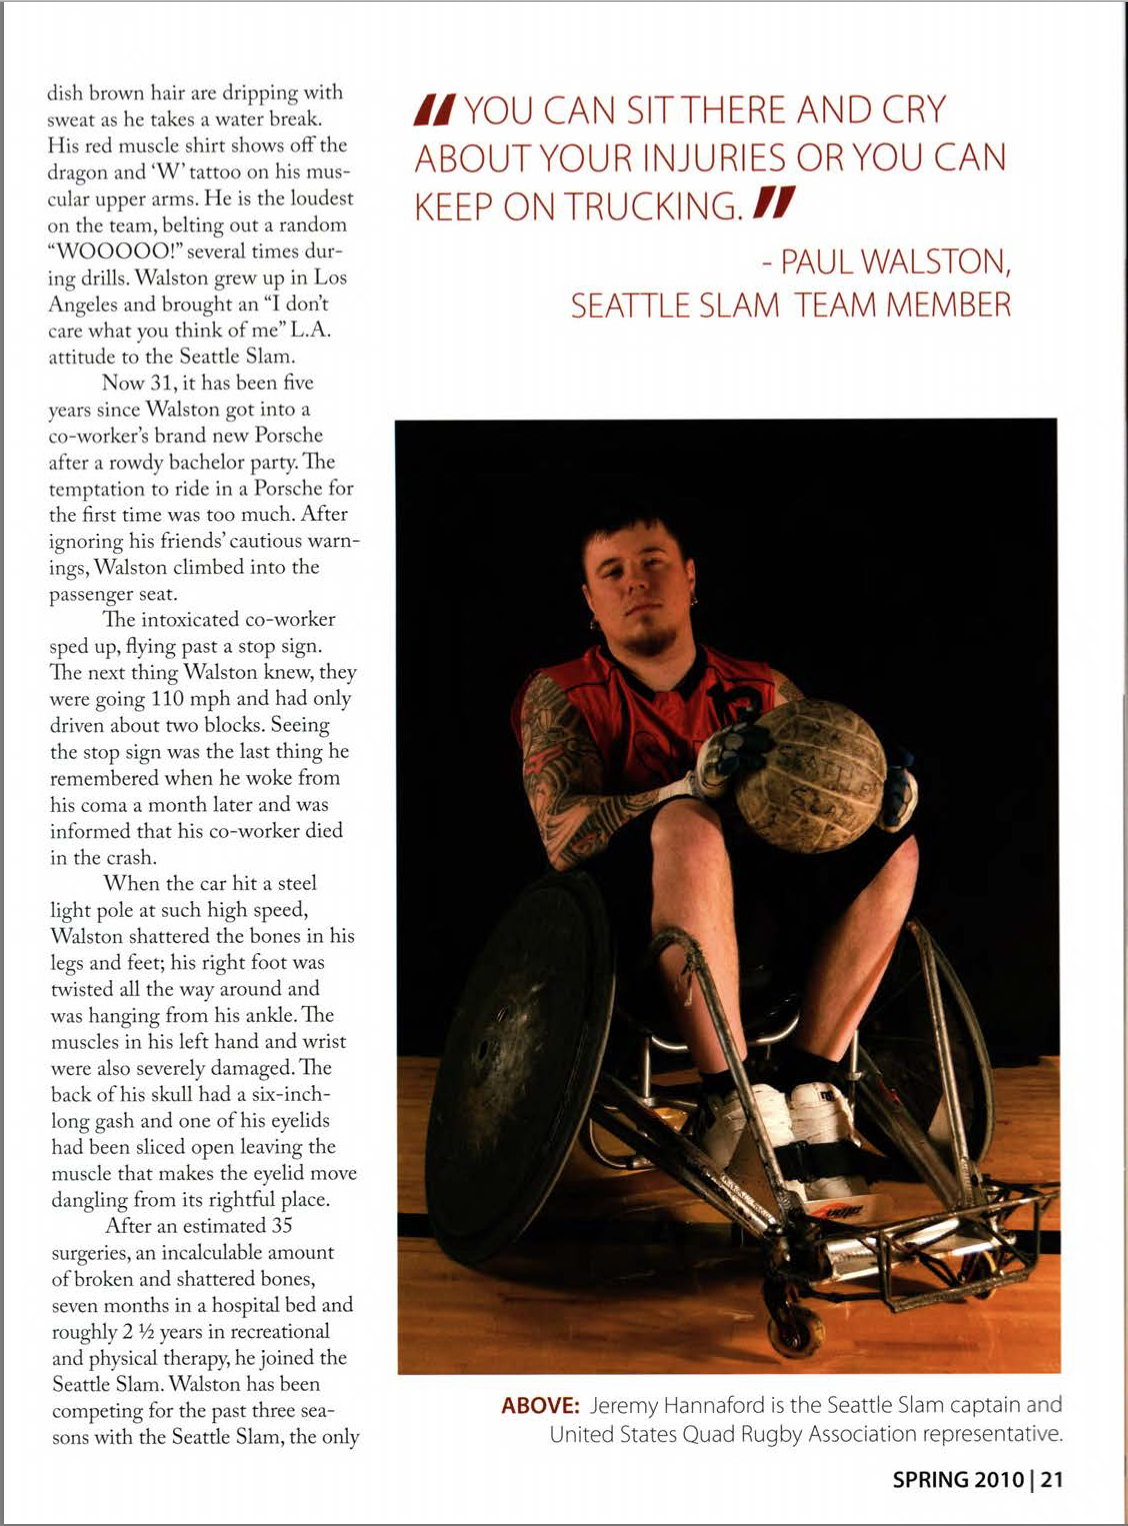 dish brown hair are dripping with
sweat as he takes a water break.
His red muscle shirt shows off the
dragon and ‘W’ tattoo on his mus-
cular upper arms. He is the loudest
on the team, belting out a random
“WOOOOO!” several times dur-
ing drills. Walston grew up in Los
Angeles and brought an “I don’t
care what you think of me” L.A.
attitude to the Seattle Slam.
Now 31, it has been five
years since Walston got into a
co-worker’s brand new Porsche
after a rowdy bachelor party. The
temptation to ride in a Porsche for
the first time was too much. After
ignoring his friends’ cautious warn-
ings, Walston climbed into the
passenger seat.
The intoxicated co-worker
sped up, flying past a stop sign.
The next thing Walston knew, they
were going 110 mph and had only
driven about two blocks. Seeing
the stop sign was the last thing he
remembered when he woke from
his coma a month later and was
informed that his co-worker died
in the crash.
When the car hit a steel
light pole at such high speed,
Walston shattered the bones in his
legs and feet; his right foot was
twisted all the way around and
was hanging from his ankle. The
muscles in his left hand and wrist
were also severely damaged. The
back of his skull had a six-inch-
long gash and one of his eyelids
had been sliced open leaving the
muscle that makes the eyelid move
dangling from its rightful place.
After an estimated 35
surgeries, an incalculable amount
of broken and shattered bones,
seven months in a hospital bed and
roughly 2 ½ years in recreational
and physical therapy, he joined the
Seattle Slam. Walston has been
competing for the past three sea-
sons with the Seattle Slam, the only
"YOU CAN SIT THERE AND CRY
ABOUT YOUR INJURIES OR YOU CAN
KEEP ON TRUCKING."
- PAUL WALSTON,
SEATTLE SLAM TEAM MEMBER
SEATTLE
SLAM
ABOVE: Jeremy Hannaford is the Seattle Slam captain and
United States Quad Rugby Association representative.
SPRING 2010 | 21